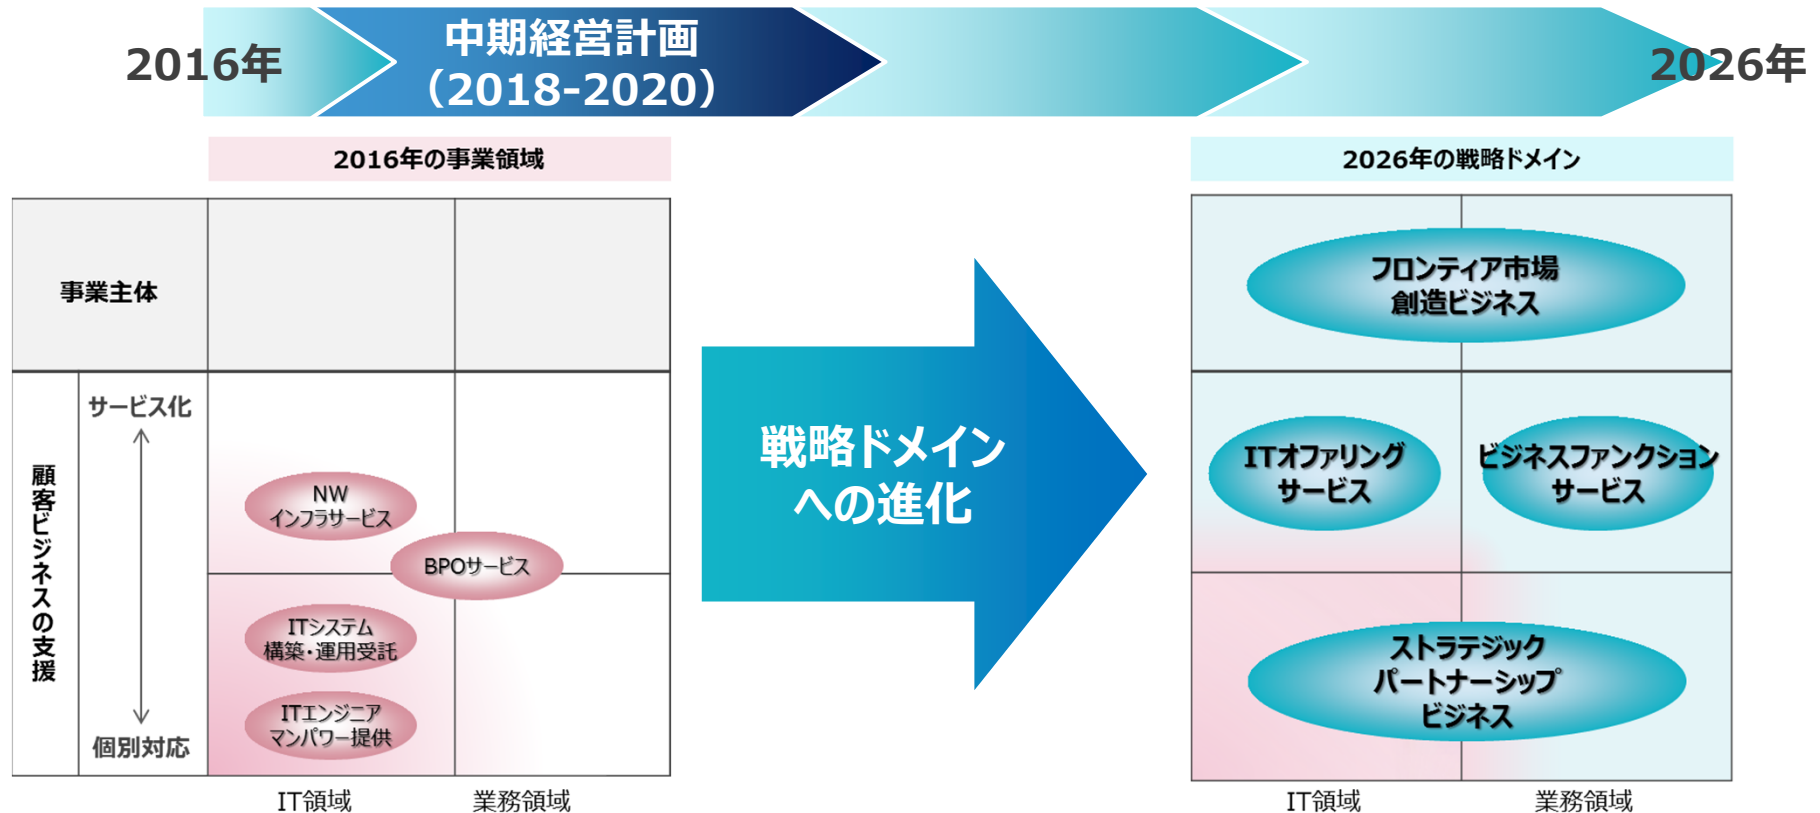 2016年
中期経営計画
（2018-2020）
2026年
2016年の事業領域
2026年の戦略ドメイン
事業主体
サービス化
顧客ビジネスの支援
個別対応
NW
インフラサービス
BPOサービス
ITシステム
構築・運用受託
ITエンジニア
マンパワー提供
IT領域
業務領域
戦略ドメイン
への進化
フロンティア市場
創造ビジネス
ITオファリング
サービス
ビジネスファンクション
サービス
ストラテジック
パートナーシップ
ビジネス
IT領域
業務領域